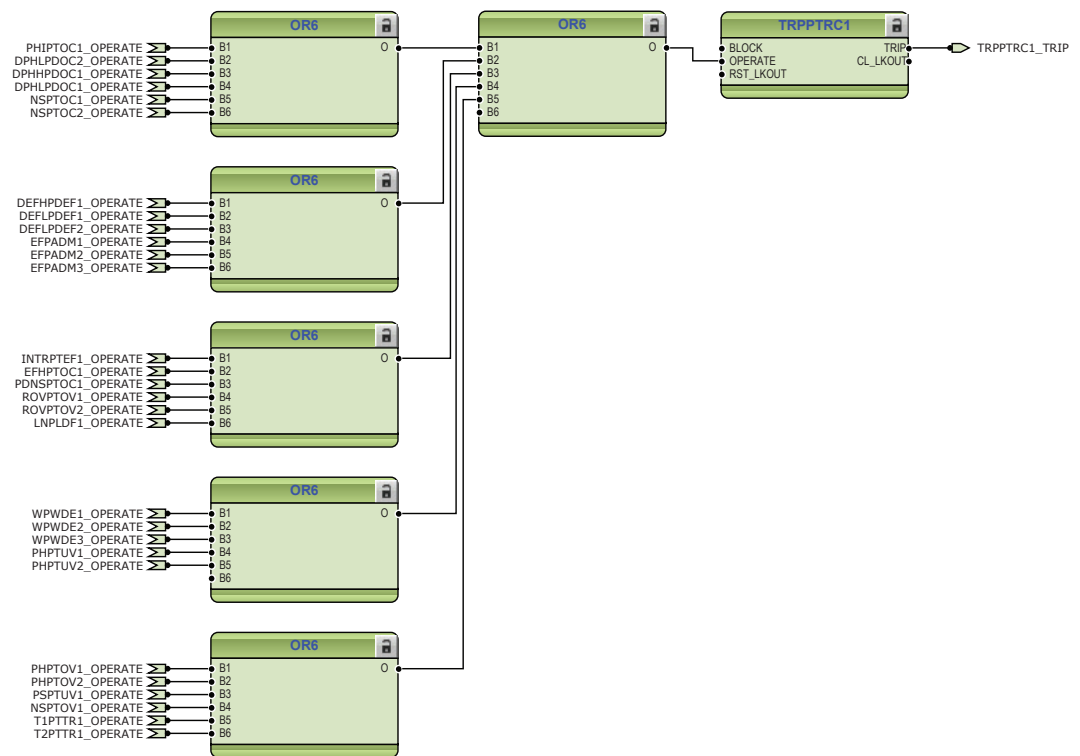 OR6
PHIPTOC1_OPERATE B1 O
DPHLPDOC2_OPERATE B2
DPHHPDOC1_OPERATE B3
DPHLPDOC1_OPERATE B4
NSPTOC1_OPERATE B5
NSPTOC2_OPERATE B6
OR6
B1 O
B2
B3
B4
B5
B6
TRPPTRC1
BLOCK TRIP
OPERATE CL_LKOUT
RST_LKOUT
TRPPTRC1_TRIP
OR6
DEFHPDEF1_OPERATE B1 O
DEFLPDEF1_OPERATE B2
DEFLPDEF2_OPERATE B3
EFPADM1_OPERATE B4
EFPADM2_OPERATE B5
EFPADM3_OPERATE B6
OR6
INTRPTEF1_OPERATE B1 O
EFHPTOC1_OPERATE B2
PDNSPTOC1_OPERATE B3
ROVPTOV1_OPERATE B4
ROVPTOV2_OPERATE B5
LNPLDF1_OPERATE B6
OR6
WPWDE1_OPERATE B1 O
WPWDE2_OPERATE B2
WPWDE3_OPERATE B3
PHPTUV1_OPERATE B4
PHPTUV2_OPERATE B5
B6
OR6
PHPTOV1_OPERATE B1 O
PHPTOV2_OPERATE B2
PSPTUV1_OPERATE B3
NSPTOV1_OPERATE B4
T1PTTR1_OPERATE B5
T2PTTR1_OPERATE B6